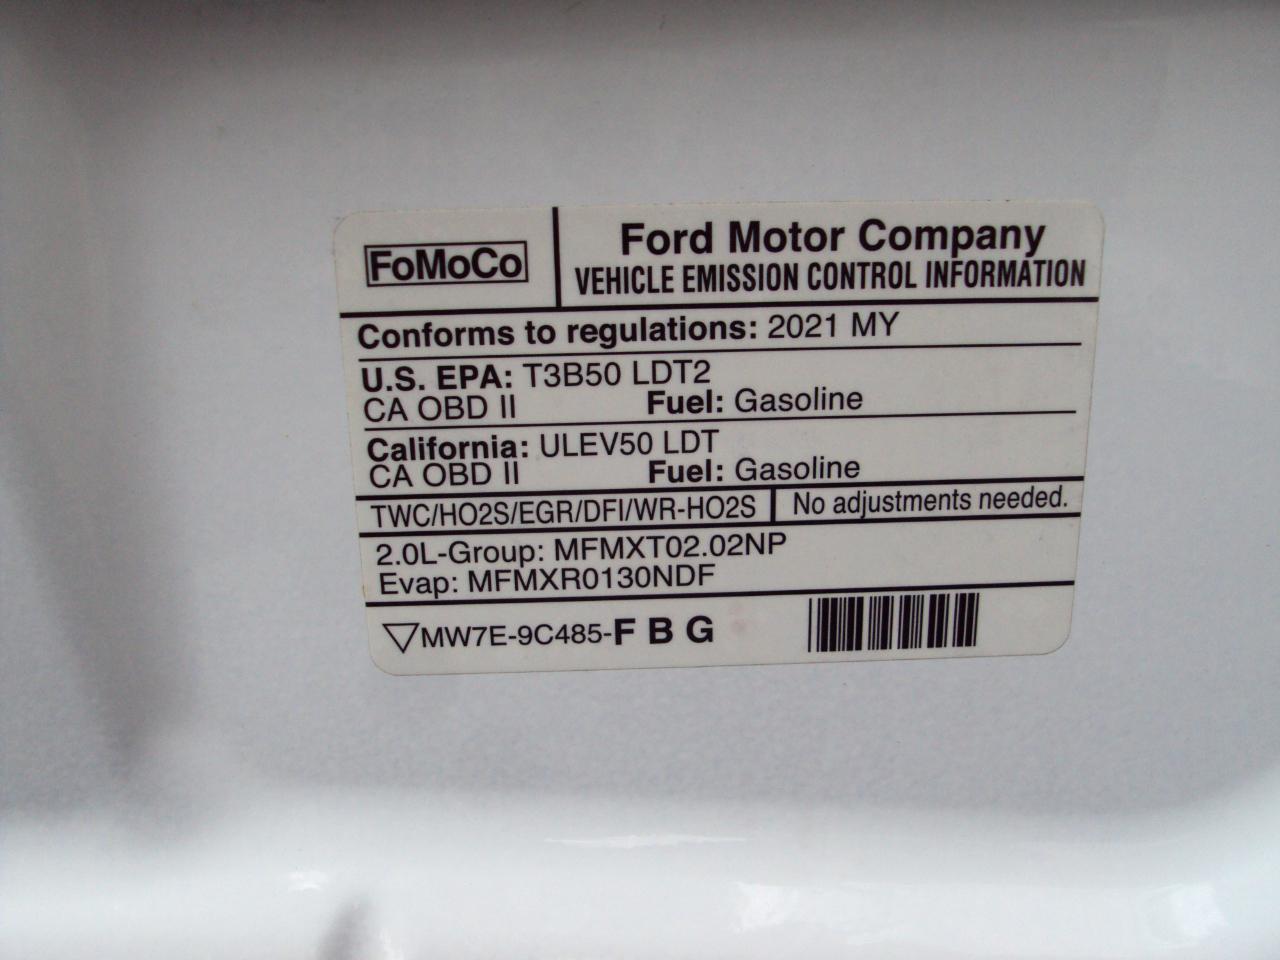 FoMoCo
Ford Motor Company
VEHICLE EMISSION CONTROL INFORMATION
Conforms to regulations: 2021 MY
U.S. EPA: T3B50 LDT2
CA OBD II Fuel: Gasoline
California: ULEV50 LDT
CA OBD II Fuel: Gasoline
TWC/HO2S/EGR/DFI/WR-HO2S No adjustments needed.
2.0L-Group: MFMXT02.02NP
Evap: MFMXR0130NDF
MW7E-9C485-F B G